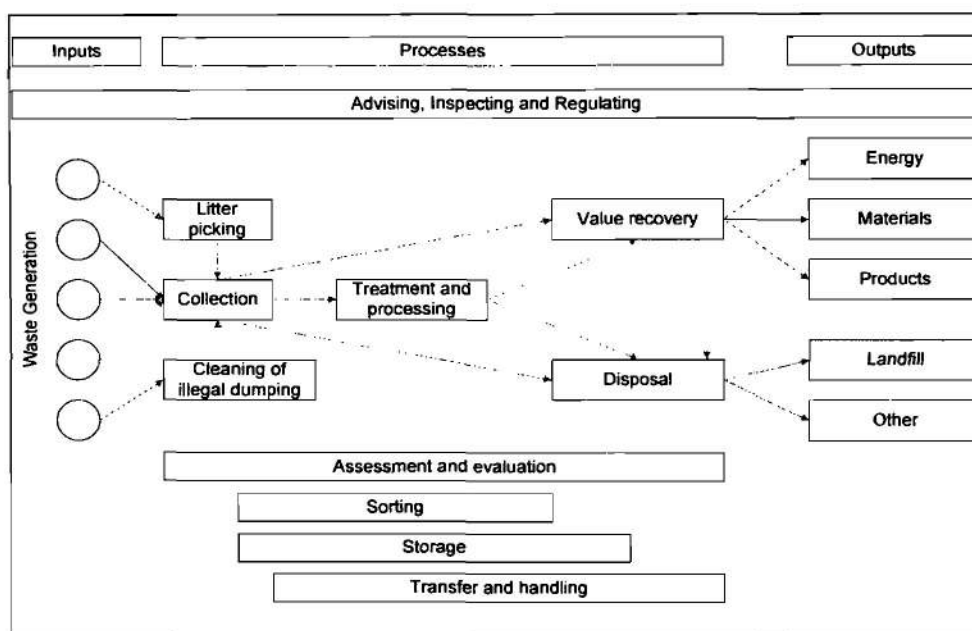 Inputs
Processes
Outputs
Advising, Inspecting and Regulating
Waste Generation
Litter
picking
Collection
Cleaning of
illegal dumping
Treatment and
processing
Value recovery
Disposal
Energy
Materials
Products
Landfill
Other
Assessment and evaluation
Sorting
Storage
Transfer and handling